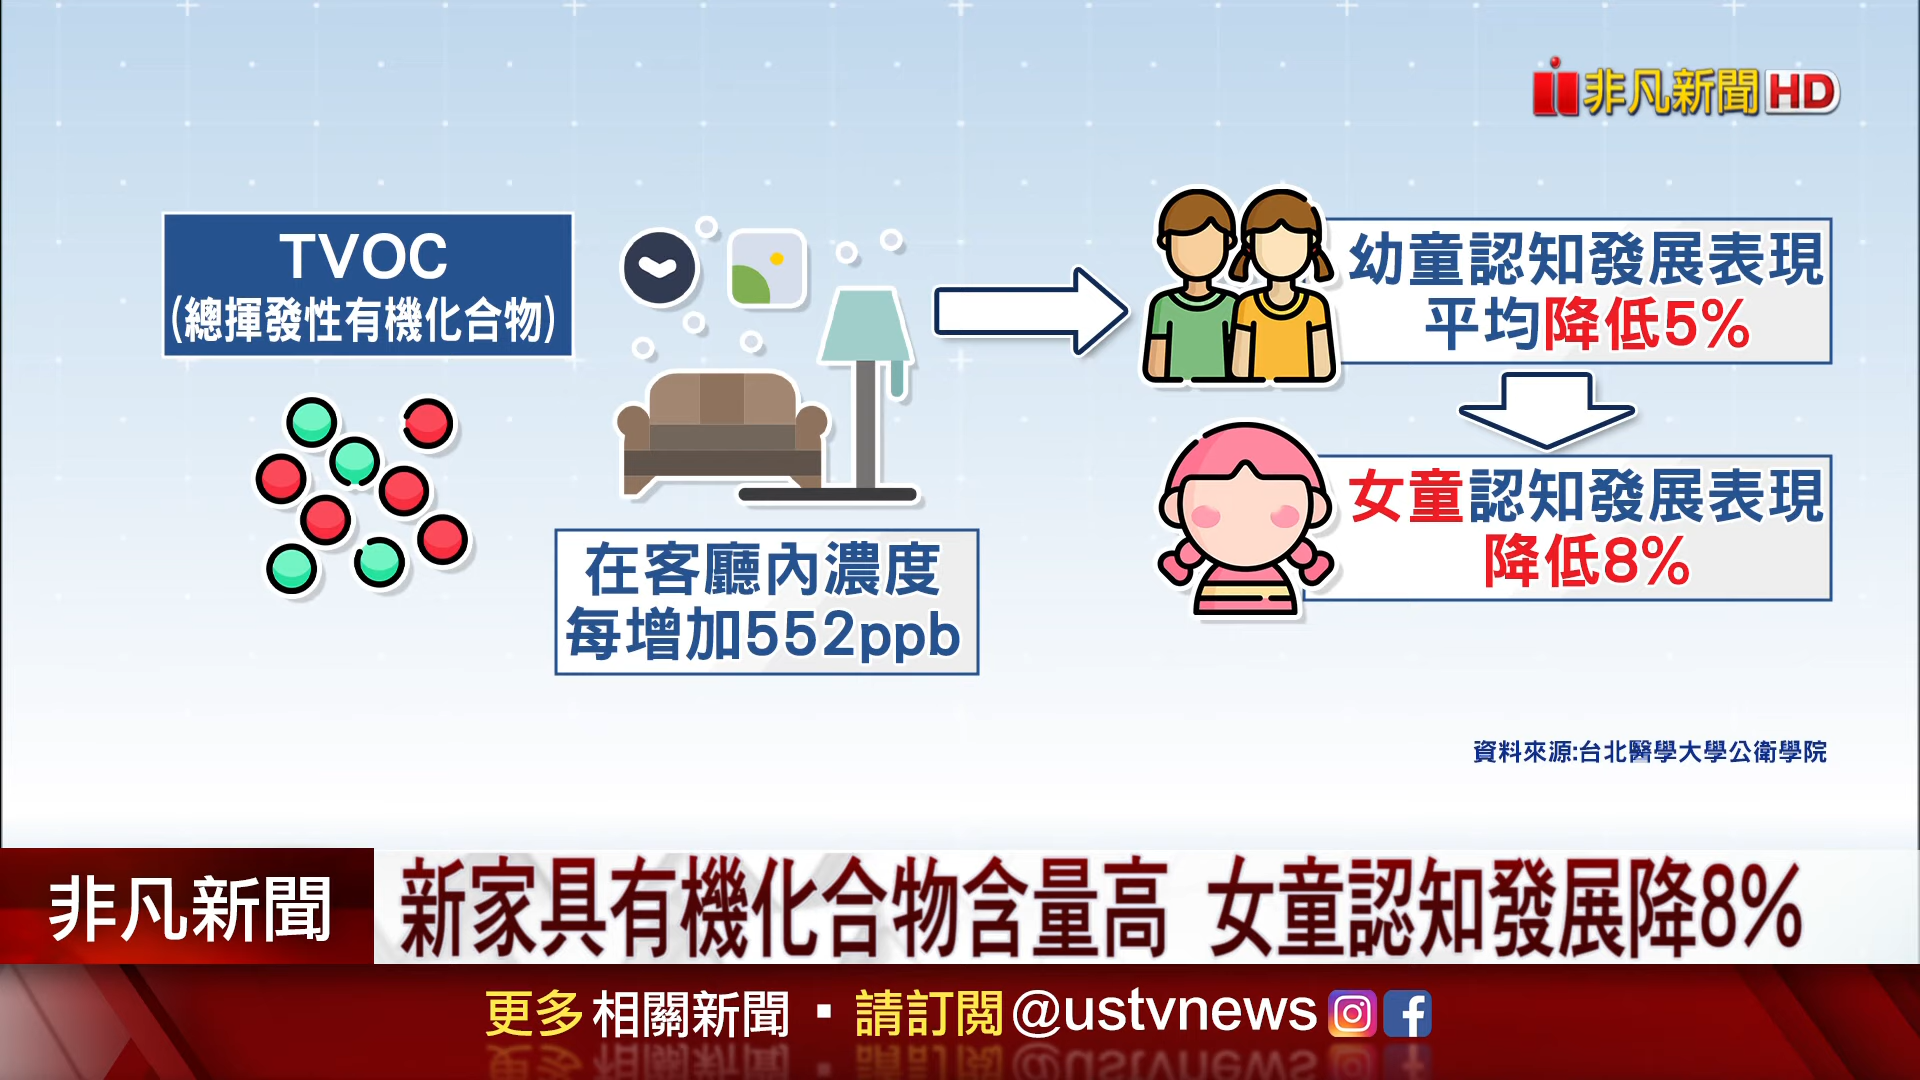 非凡新聞HD
TVOC
(總揮發性有機化合物)
在客廳內濃度
每增加552ppb
幼童認知發展表現
平均降低5%
女童認知發展表現
降低8%
資料來源:台北醫學大學公衛學院
非凡新聞
新家具有機化合物含量高 女童認知發展降8%
更多相關新聞▪請訂閱@ustvnews